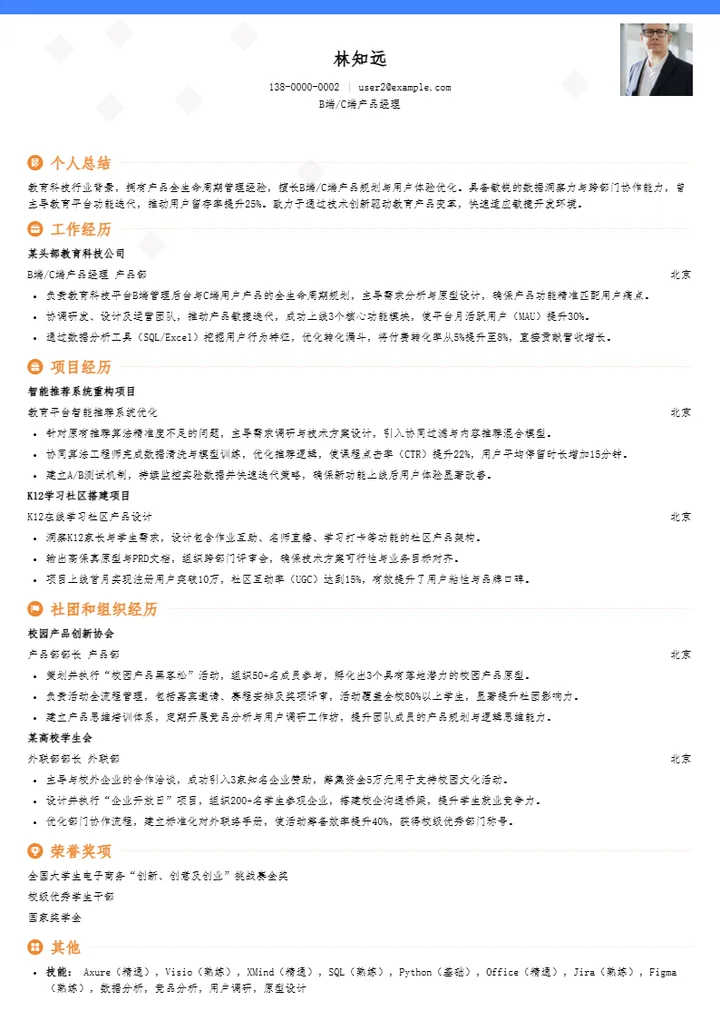 林知远
138-0000-0002 | user2@example.com
B端/C端产品经理
个人总结
教育科技行业背景，拥有产品全生命周期管理经验，擅长B端/C端产品规划与用户体验优化。具备敏锐的数据洞察力与跨部门协作能力，曾
主导教育平台功能迭代，推动用户留存率提升25%。致力于通过技术创新驱动教育产品变革，快速适应敏捷开发环境。
工作经历
某头部教育科技公司
B端/C端产品经理 产品部 北京
• 负责教育科技平台B端管理后台与C端用户产品的全生命周期规划，主导需求分析与原型设计，确保产品功能精准匹配用户痛点。
• 协调研发、设计及运营团队，推动产品敏捷迭代，成功上线3个核心功能模块，使平台月活跃用户（MAU）提升30%。
• 通过数据分析工具（SQL/Excel）挖掘用户行为特征，优化转化漏斗，将付费转化率从5%提升至8%，直接贡献营收增长。
项目经历
智能推荐系统重构项目
教育平台智能推荐系统优化 北京
• 针对原有推荐算法精准度不足的问题，主导需求调研与技术方案设计，引入协同过滤与内容推荐混合模型。
• 协同算法工程师完成数据清洗与模型训练，优化推荐逻辑，使课程点击率（CTR）提升22%，用户平均停留时长增加15分钟。
• 建立A/B测试机制，持续监控实验数据并快速迭代策略，确保新功能上线后用户体验显著改善。
K12学习社区搭建项目
K12在线学习社区产品设计 北京
• 洞察K12家长与学生需求，设计包含作业互助、名师直播、学习打卡等功能的社区产品架构。
• 输出高保真原型与PRD文档，组织跨部门评审会，确保技术方案可行性与业务目标对齐。
• 项目上线首月实现注册用户突破10万，社区互动率（UGC）达到15%，有效提升了用户粘性与品牌口碑。
社团和组织经历
校园产品创新协会
产品部部长 产品部 北京
• 策划并执行“校园产品黑客松”活动，组织50+名成员参与，孵化出3个具有落地潜力的校园产品原型。
• 负责活动全流程管理，包括嘉宾邀请、赛程安排及奖项评审，活动覆盖全校80%以上学生，显著提升社团影响力。
• 建立产品思维培训体系，定期开展竞品分析与用户调研工作坊，提升团队成员的产品规划与逻辑思维能力。
某高校学生会
外联部部长 外联部 北京
• 主导与校外企业的合作洽谈，成功引入3家知名企业赞助，筹集资金5万元用于支持校园文化活动。
• 设计并执行“企业开放日”项目，组织200+名学生参观企业，搭建校企沟通桥梁，提升学生就业竞争力。
• 优化部门协作流程，建立标准化对外联络手册，使活动筹备效率提升40%，获得校级优秀部门称号。
荣誉奖项
全国大学生电子商务“创新、创意及创业”挑战赛金奖
校级优秀学生干部
国家奖学金
其他
• 技能： Axure（精通），Visio（熟练），XMind（精通），SQL（熟练），Python（基础），Office（精通），Jira（熟练），Figma
（熟练），数据分析，竞品分析，用户调研，原型设计